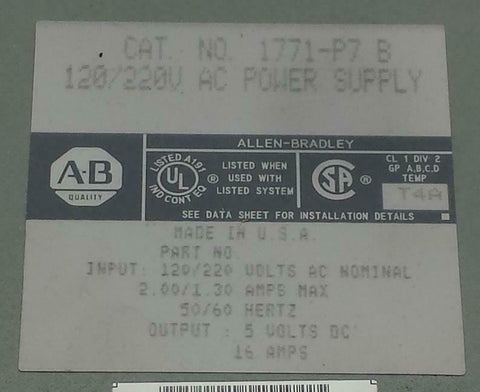 CAT. NO. 1771-P7 B
120/220V AC POWER SUPPLY
ALLEN-BRADLEY
A-B
QUALITY
LISTED A191
UL ®
IND CONT EQ
LISTED WHEN
USED WITH
LISTED SYSTEM
SA ®
CL 1 DIV 2
GP A,B,C,D
TEMP
T4A
SEE DATA SHEET FOR INSTALLATION DETAILS
MADE IN U.S.A.
PART NO.
INPUT: 120/220 VOLTS AC NOMINAL
2.00/1.30 AMPS MAX
50/60 HERTZ
OUTPUT : 5 VOLTS DC
16 AMPS